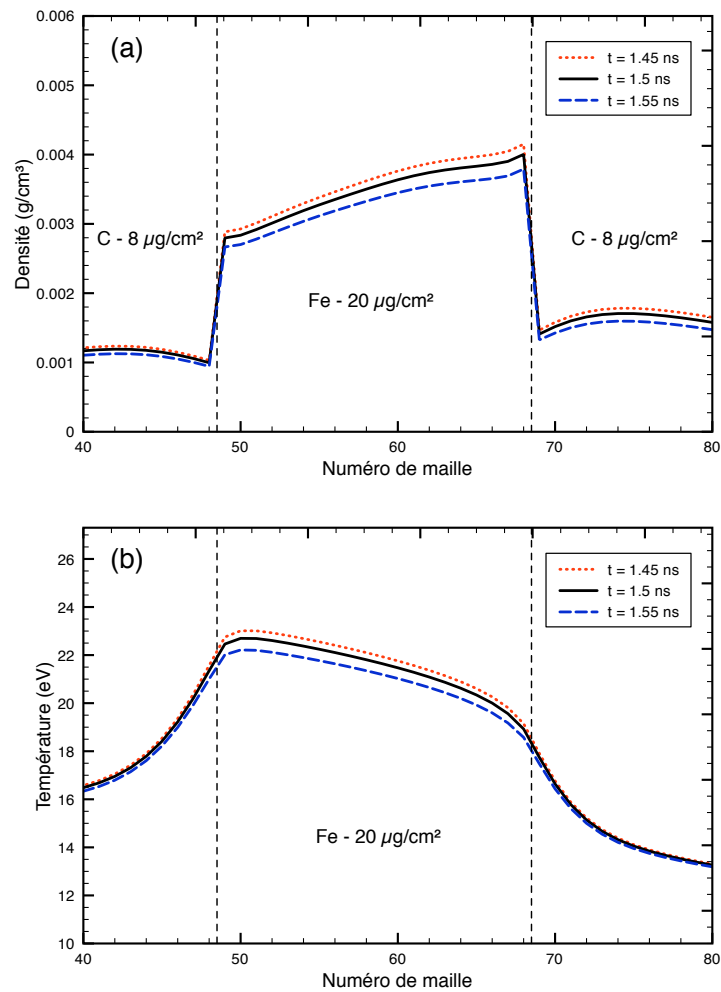 0.006
0.005
0.004
0.003
0.002
0.001
0
Densité (g/cm³)
(a)
t = 1.45 ns
t = 1.5 ns
t = 1.55 ns
C - 8 µg/cm²
Fe - 20 µg/cm²
C - 8 µg/cm²
40 50 60 70 80
Numéro de maille
26
24
22
20
18
16
14
12
10
Température (eV)
(b)
t = 1.45 ns
t = 1.5 ns
t = 1.55 ns
Fe - 20 µg/cm²
40 50 60 70 80
Numéro de maille